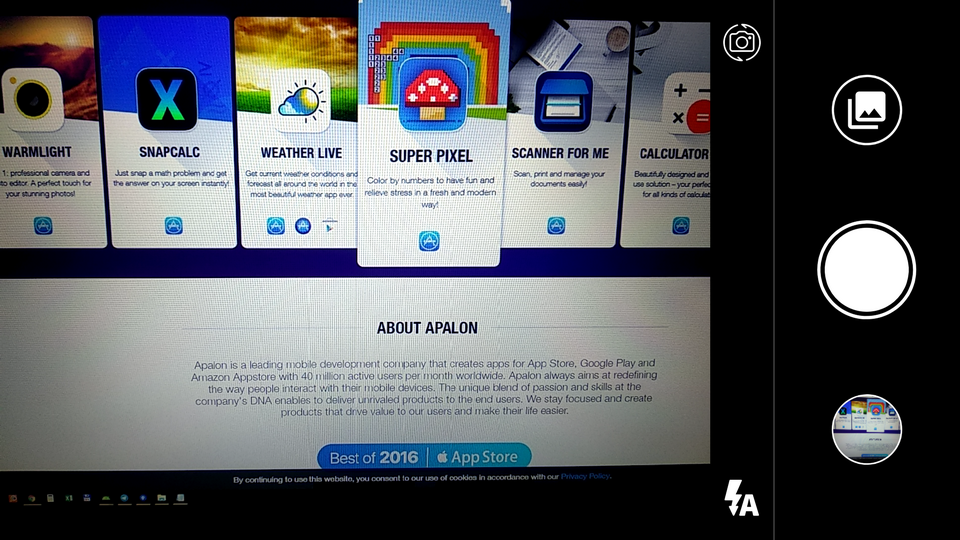 WARMLIGHT
1: professional camera and
to editor. A perfect touch for
your stunning photos!
SNAPCALC
Just snap a math problem and get
the answer on your screen instantly!
WEATHER LIVE
Get current weather conditions and
forecast all around the world in the
most beautiful weather app ever.
SUPER PIXEL
Color by numbers to have fun and
relieve stress in a fresh and modern
way!
SCANNER FOR ME
Scan, print and manage your
documents easily!
CALCULATOR
Beautifully designed and
use solution – your perfec
for all kinds of calculat
ABOUT APALON
Apalon is a leading mobile development company that creates apps for App Store, Google Play and
Amazon Appstore with 40 million active users per month worldwide. Apalon always aims at redefining
the way people interact with their mobile devices. The unique blend of passion and skills at the
company's DNA enables to deliver unrivaled products to the end users. We stay focused and create
products that drive value to our users and make their life easier.
Best of 2016 | App Store
By continuing to use this website, you consent to our use of cookies in accordance with our Privacy Policy.
A